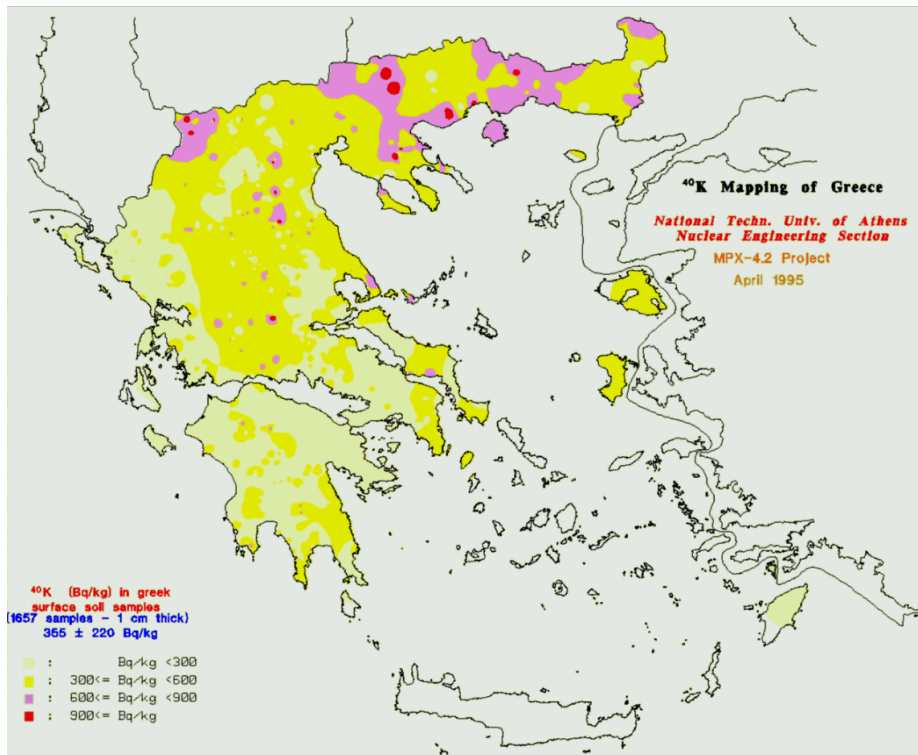 ⁴⁰K Mapping of Greece
National Techn. Univ. of Athens
Nuclear Engineering Section
MPX-4.2 Project
April 1995
⁴⁰K (Bq/kg) in greek
surface soil samples
(1657 samples - 1 cm thick)
355 ± 220 Bq/kg
: Bq/kg <300
: 300<= Bq/kg <600
: 600<= Bq/kg <900
: 900<= Bq/kg